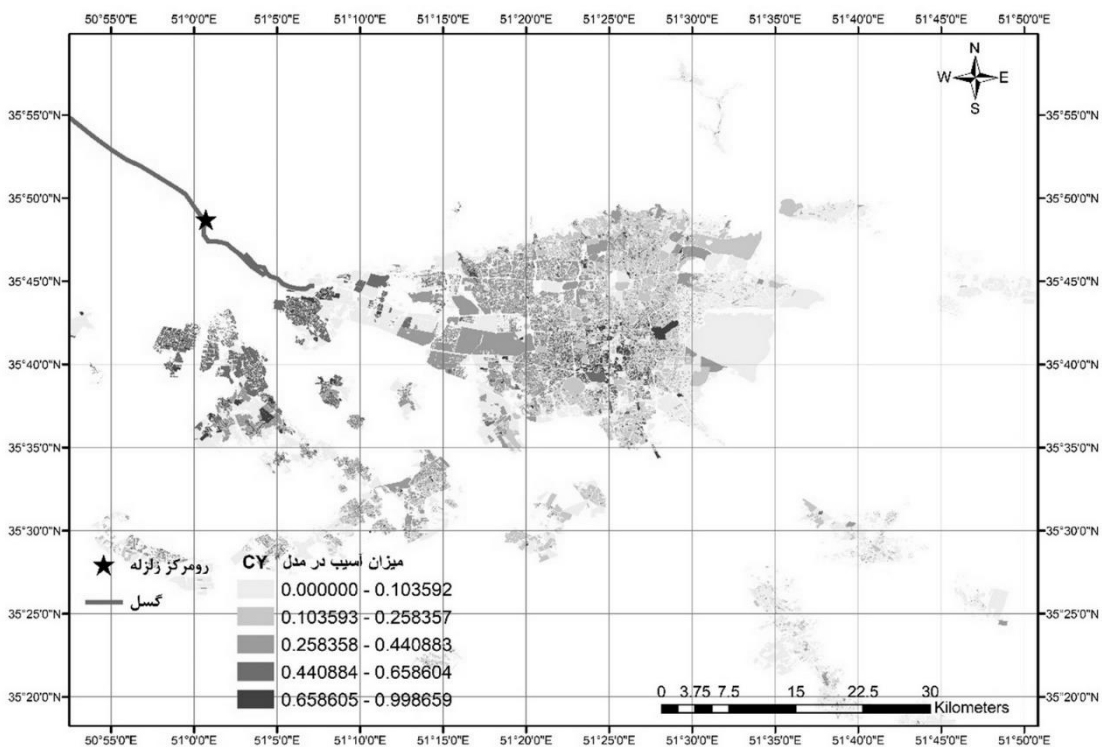 50°55'0"E 51°0'0"E 51°5'0"E 51°10'0"E 51°15'0"E 51°20'0"E 51°25'0"E 51°30'0"E 51°35'0"E 51°40'0"E 51°45'0"E 51°50'0"E
N
W E
S
35°55'0"N 35°55'0"N
35°50'0"N 35°50'0"N
35°45'0"N 35°45'0"N
35°40'0"N 35°40'0"N
35°35'0"N 35°35'0"N
35°30'0"N 35°30'0"N
رومرکز زلزله
گسل
میزان آسیب در مدل CY
0.000000 - 0.103592
0.103593 - 0.258357
0.258358 - 0.440883
0.440884 - 0.658604
0.658605 - 0.998659
35°25'0"N 35°25'0"N
35°20'0"N 35°20'0"N
0 3.75 7.5 15 22.5 30
Kilometers
50°55'0"E 51°0'0"E 51°5'0"E 51°10'0"E 51°15'0"E 51°20'0"E 51°25'0"E 51°30'0"E 51°35'0"E 51°40'0"E 51°45'0"E 51°50'0"E